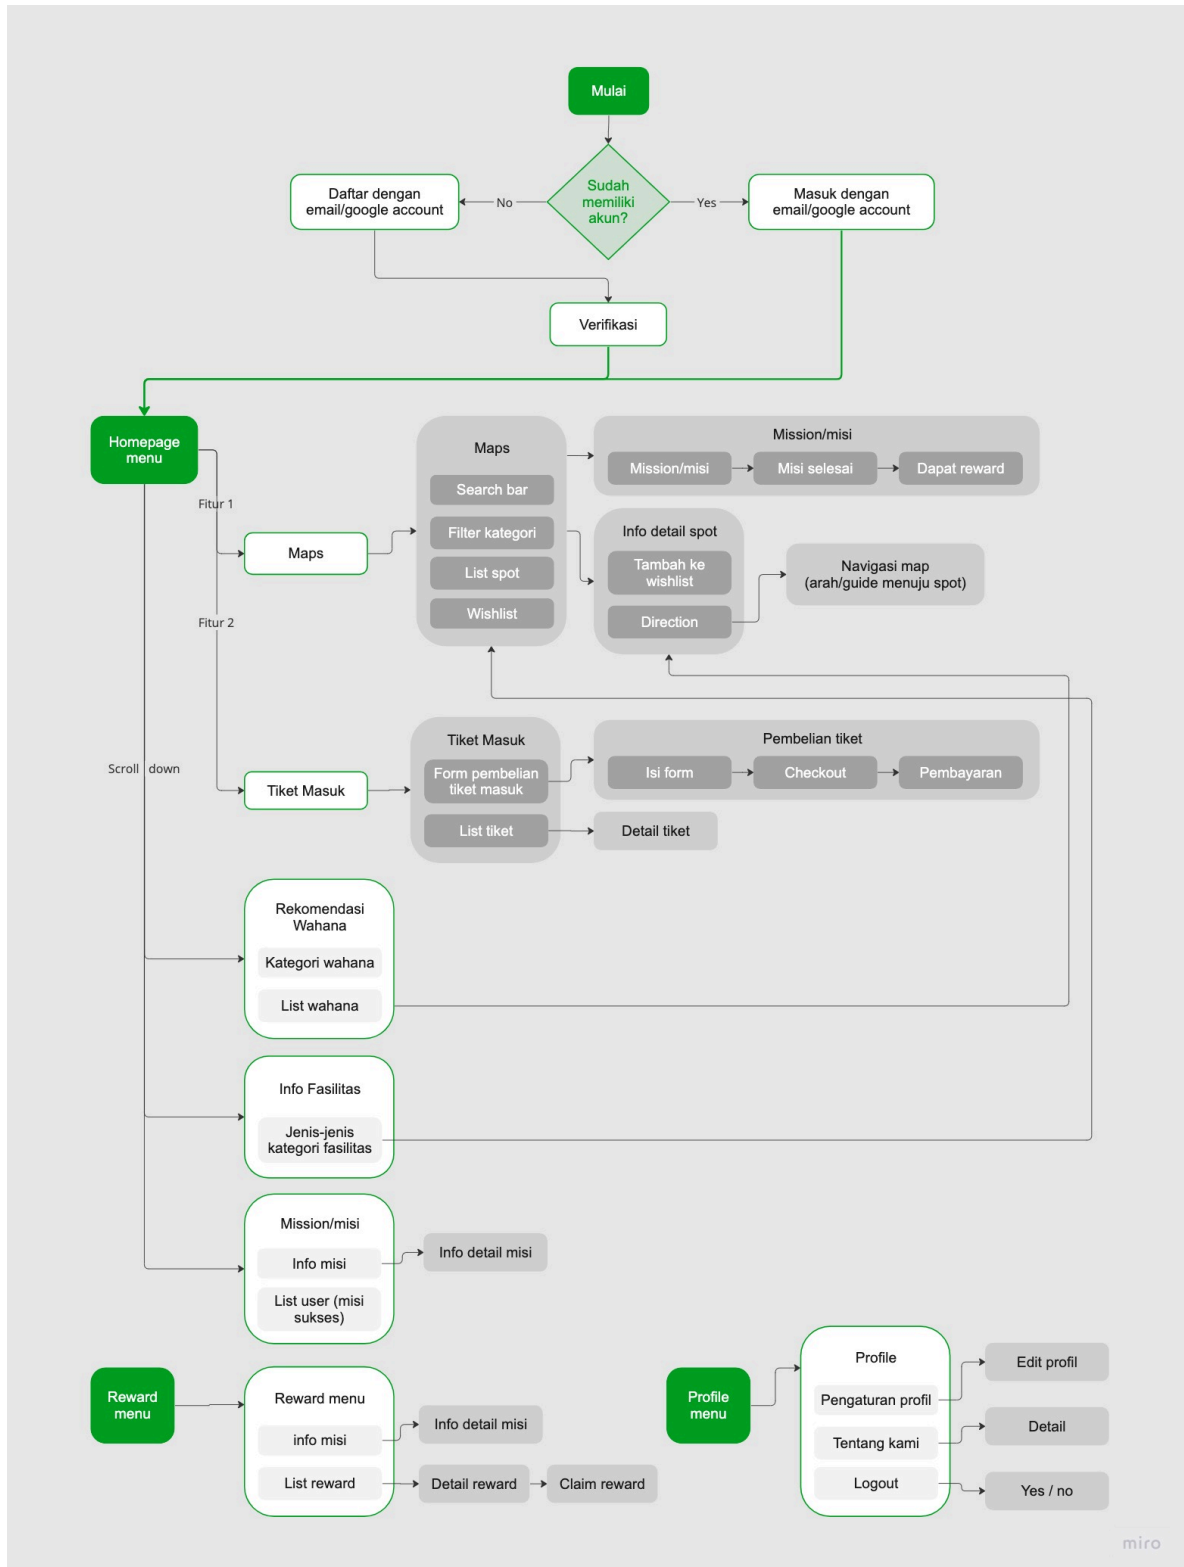 Mulai
Sudah
memiliki
akun?
No
Yes
Daftar dengan
email/google account
Masuk dengan
email/google account
Verifikasi
Homepage
menu
Fitur 1
Maps
Maps
Search bar
Filter kategori
List spot
Wishlist
Mission/misi
Mission/misi
Misi selesai
Dapat reward
Info detail spot
Tambah ke
wishlist
Direction
Navigasi map
(arah/guide menuju spot)
Fitur 2
Scroll down
Tiket Masuk
Tiket Masuk
Form pembelian
tiket masuk
List tiket
Pembelian tiket
Isi form
Checkout
Pembayaran
Detail tiket
Rekomendasi
Wahana
Kategori wahana
List wahana
Info Fasilitas
Jenis-jenis
kategori fasilitas
Mission/misi
Info misi
List user (misi
sukses)
Info detail misi
Reward
menu
Reward menu
info misi
List reward
Info detail misi
Detail reward
Claim reward
Profile
menu
Profile
Pengaturan profil
Tentang kami
Logout
Edit profil
Detail
Yes / no
miro